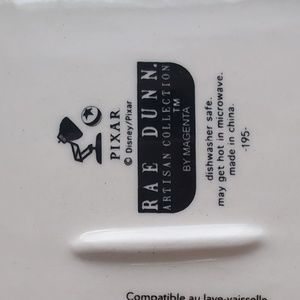 PIXAR
© Disney/Pixar
RAE DUNN.
ARTISAN COLLECTION
TM
BY MAGENTA
dishwasher safe.
may get hot in microwave.
made in china.
-195-
Compatible au lave-vaisselle